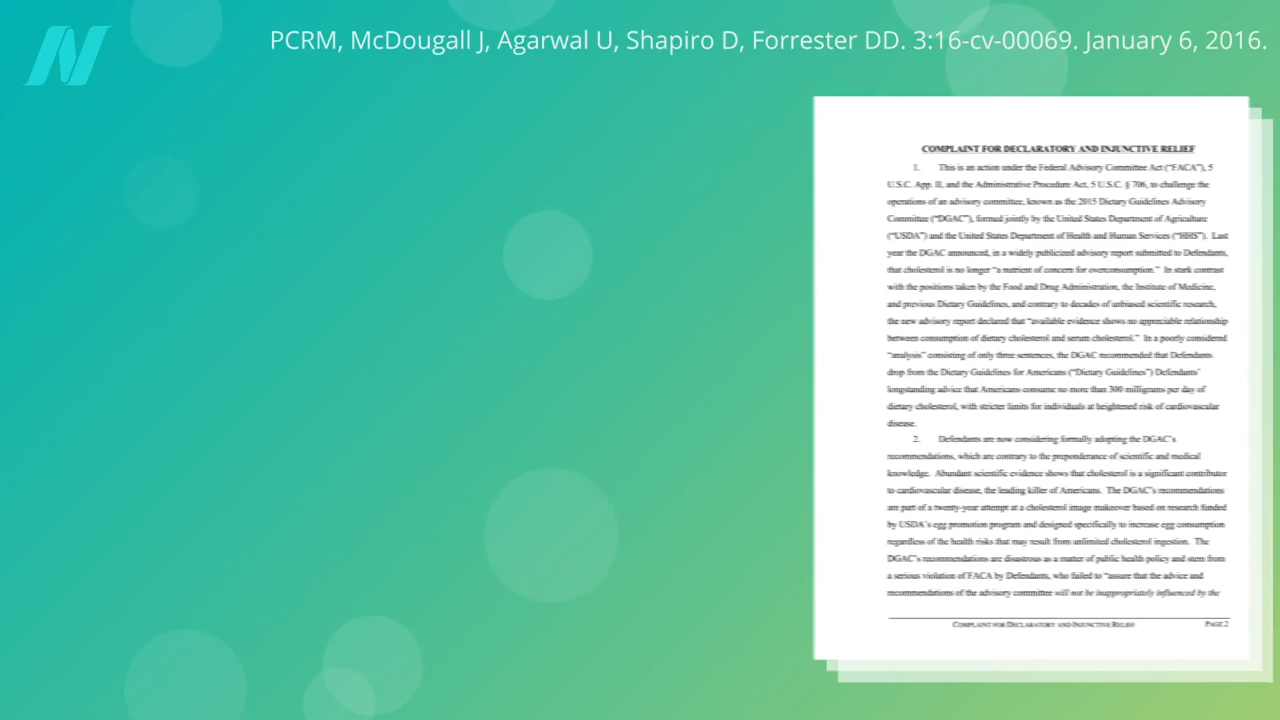 PCRM, McDougall J, Agarwal U, Shapiro D, Forrester DD. 3:16-cv-00069. January 6, 2016.
COMPLAINT FOR DECLARATORY AND INJUNCTIVE RELIEF
1. This is an action under the Federal Advisory Committee Act (“FACA”), 5
U.S.C. App. II, and the Administrative Procedure Act, 5 U.S.C. § 706, to challenge the
operations of an advisory committee, known as the 2015 Dietary Guidelines Advisory
Committee (“DGAC”), formed jointly by the United States Department of Agriculture
(“USDA”) and the United States Department of Health and Human Services (“HHS”). Last
year the DGAC announced, in a widely publicized advisory report submitted to Defendants,
that cholesterol is no longer “a nutrient of concern for overconsumption.” In stark contrast
with the positions taken by the Food and Drug Administration, the Institute of Medicine,
and previous Dietary Guidelines, and contrary to decades of unbiased scientific research,
the new advisory report declared that “available evidence shows no appreciable relationship
between consumption of dietary cholesterol and serum cholesterol.” In a poorly considered
“analysis” consisting of only three sentences, the DGAC recommended that Defendants
drop from the Dietary Guidelines for Americans (“Dietary Guidelines”) Defendants’
longstanding advice that Americans consume no more than 300 milligrams per day of
dietary cholesterol, with stricter limits for individuals at heightened risk of cardiovascular
disease.
2. Defendants are now considering formally adopting the DGAC’s
recommendations, which are contrary to the preponderance of scientific and medical
knowledge. Abundant scientific evidence shows that cholesterol is a significant contributor
to cardiovascular disease, the leading killer of Americans. The DGAC’s recommendations
are part of a twenty-year attempt at a cholesterol image makeover based on research funded
by USDA’s egg promotion program and designed specifically to increase egg consumption
regardless of the health risks that may result from unlimited cholesterol ingestion. The
DGAC’s recommendations are disastrous as a matter of public health policy and stem from
a serious violation of FACA by Defendants, who failed to “assure that the advice and
recommendations of the advisory committee will not be inappropriately influenced by the
COMPLAINT FOR DECLARATORY AND INJUNCTIVE RELIEF PAGE 2